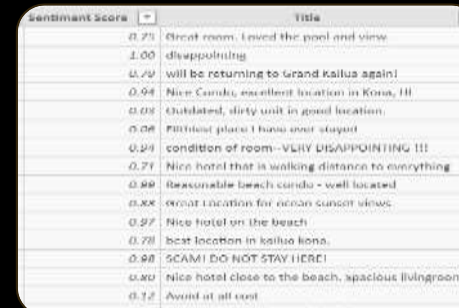 Sentiment Score Title
0.75 Great room. Loved the pool and view
1.00 disappointing
0.79 will be returning to Grand Kailua again!
0.94 Nice Condo, excellent location in Kona, HI
0.03 Outdated, dirty unit in good location.
0.06 Filthiest place I have ever stayed
0.94 condition of room--VERY DISAPPOINTING !!!
0.71 Nice hotel that is walking distance to everything
0.99 Reasonable beach condo - well located
0.88 Great Location for ocean sunset views.
0.97 Nice hotel on the beach
0.78 best location in kailua kona.
0.98 SCAM! DO NOT STAY HERE!
0.80 Nice hotel close to the beach, spacious livingroom
0.12 Avoid at all cost